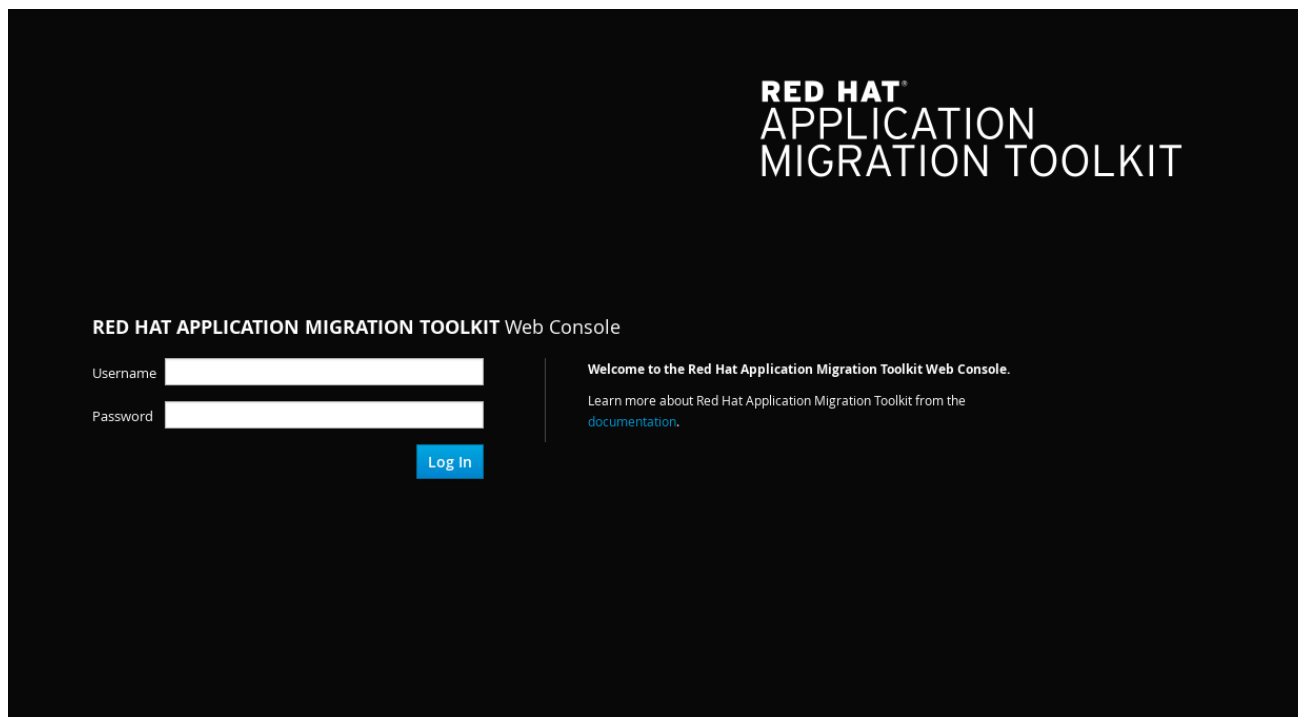 RED HAT®
APPLICATION
MIGRATION TOOLKIT
RED HAT APPLICATION MIGRATION TOOLKIT Web Console
Username
Password
Log In
Welcome to the Red Hat Application Migration Toolkit Web Console.
Learn more about Red Hat Application Migration Toolkit from the
documentation.